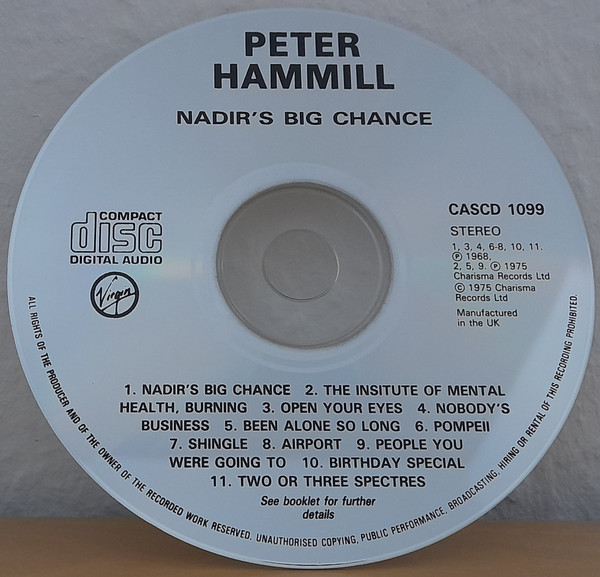 PETER
HAMMILL
NADIR'S BIG CHANCE
COMPACT
disc
DIGITAL AUDIO
Virgin
CASCD 1099
STEREO
1, 3, 4, 6-8, 10, 11.
℗ 1968,
2, 5, 9. ℗ 1975
Charisma Records Ltd
© 1975 Charisma
Records Ltd
Manufactured
in the UK
1. NADIR'S BIG CHANCE 2. THE INSITUTE OF MENTAL
HEALTH, BURNING 3. OPEN YOUR EYES 4. NOBODY'S
BUSINESS 5. BEEN ALONE SO LONG 6. POMPEII
7. SHINGLE 8. AIRPORT 9. PEOPLE YOU
WERE GOING TO 10. BIRTHDAY SPECIAL
11. TWO OR THREE SPECTRES
See booklet for further
details
ALL RIGHTS OF THE PRODUCER AND OF THE OWNER OF THE RECORDED WORK RESERVED. UNAUTHORISED COPYING, PUBLIC PERFORMANCE, BROADCASTING, HIRING OR RENTAL OF THIS RECORDING PROHIBITED.